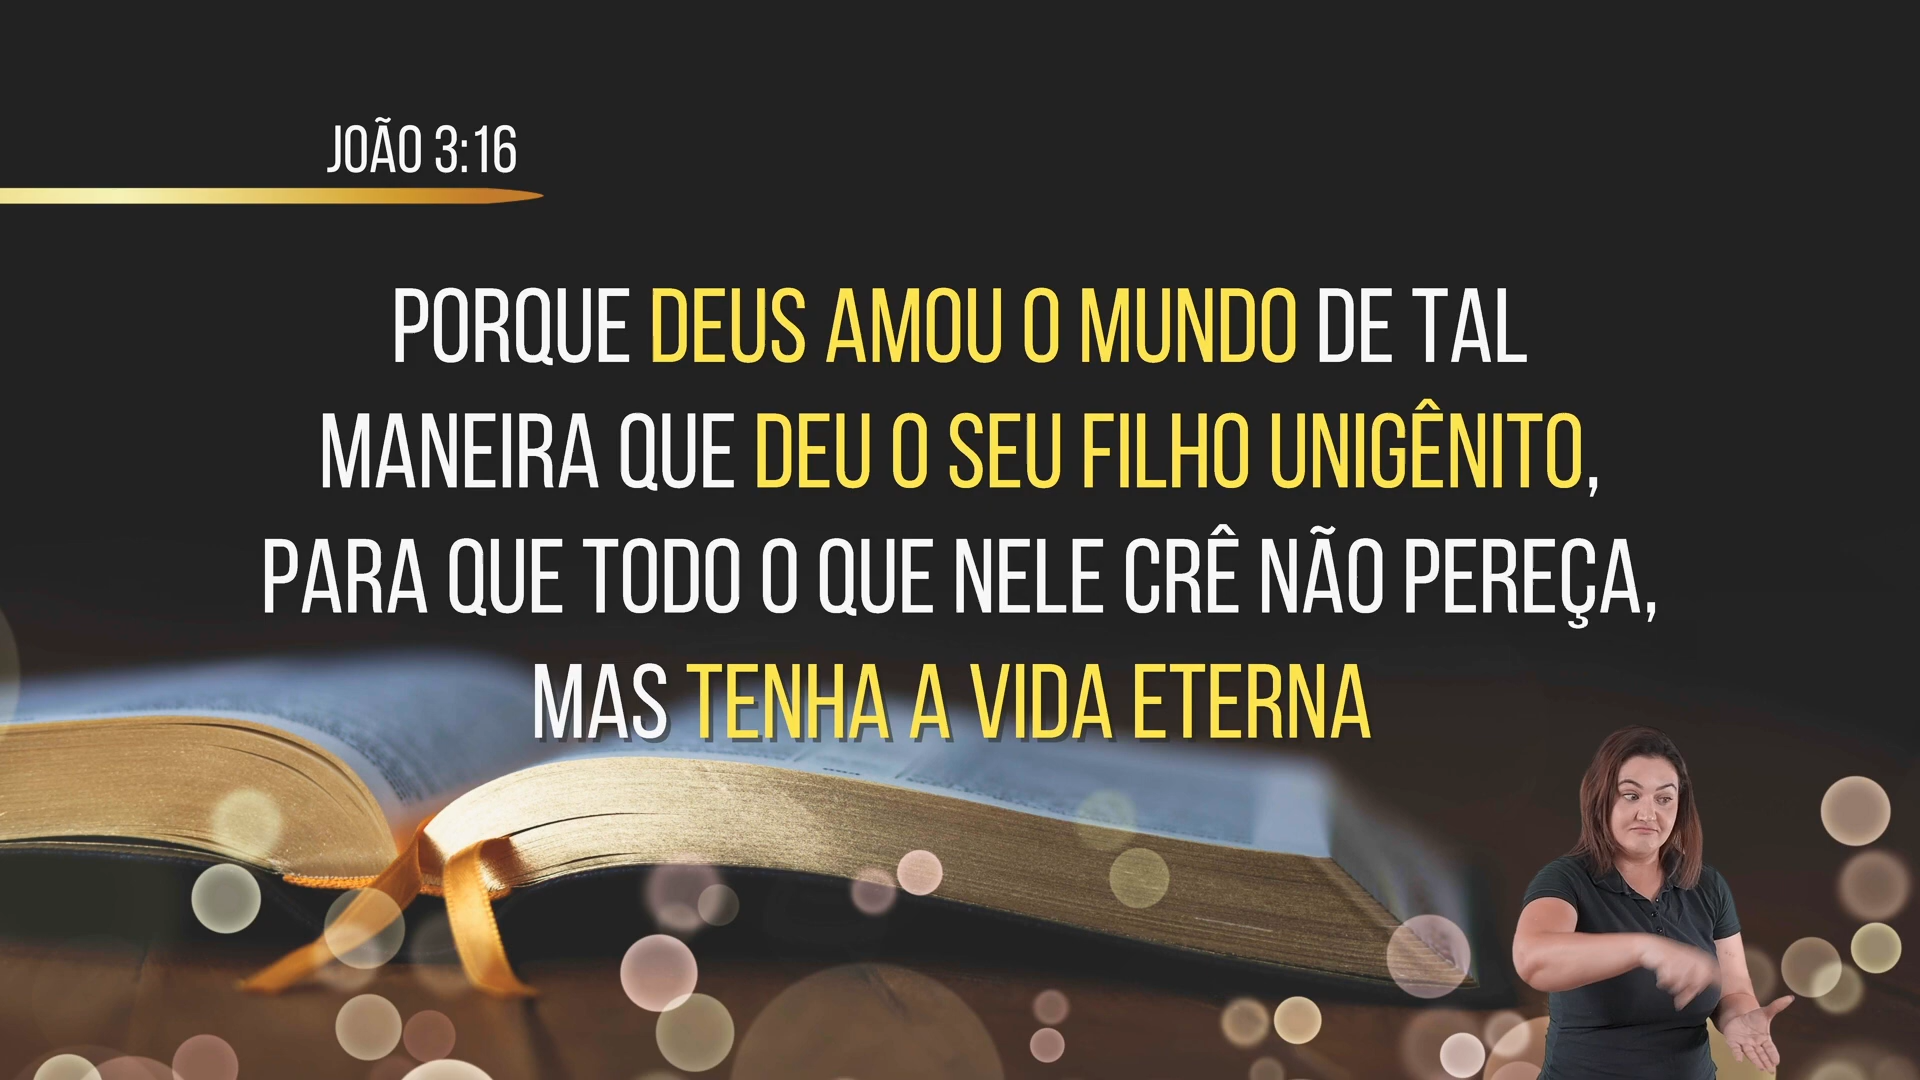 JOÃO 3:16
PORQUE DEUS AMOU O MUNDO DE TAL
MANEIRA QUE DEU O SEU FILHO UNIGÊNITO,
PARA QUE TODO O QUE NELE CRÊ NÃO PEREÇA,
MAS TENHA A VIDA ETERNA